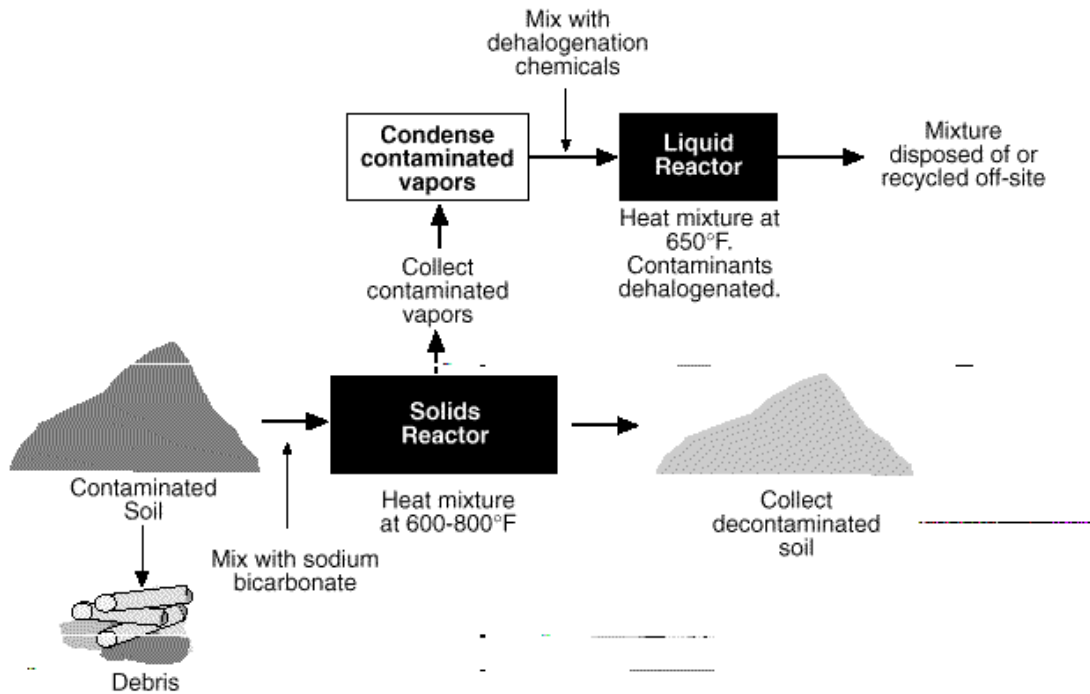 Mix with
dehalogenation
chemicals
Condense
contaminated
vapors
Liquid
Reactor
Mixture
disposed of or
recycled off-site
Heat mixture at
650°F.
Contaminants
dehalogenated.
Collect
contaminated
vapors
Solids
Reactor
Contaminated
Soil
Heat mixture
at 600-800°F
Collect
decontaminated
soil
Mix with sodium
bicarbonate
Debris